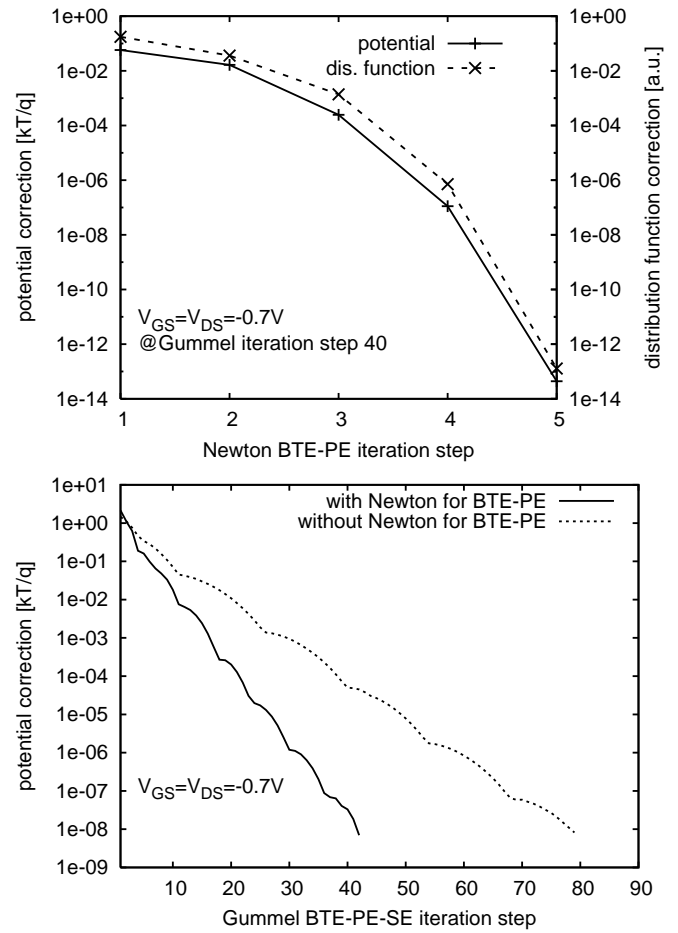 1e+00
1e-02
1e-04
1e-06
1e-08
1e-10
1e-12
1e-14
potential correction [kT/q]
1e+00
1e-02
1e-04
1e-06
1e-08
1e-10
1e-12
1e-14
distribution function correction [a.u.]
potential
dis. function
V_GS=V_DS=-0.7V
@Gummel iteration step 40
1 2 3 4 5
Newton BTE-PE iteration step
1e+01
1e+00
1e-01
1e-02
1e-03
1e-04
1e-05
1e-06
1e-07
1e-08
1e-09
potential correction [kT/q]
with Newton for BTE-PE
without Newton for BTE-PE
V_GS=V_DS=-0.7V
10 20 30 40 50 60 70 80 90
Gummel BTE-PE-SE iteration step